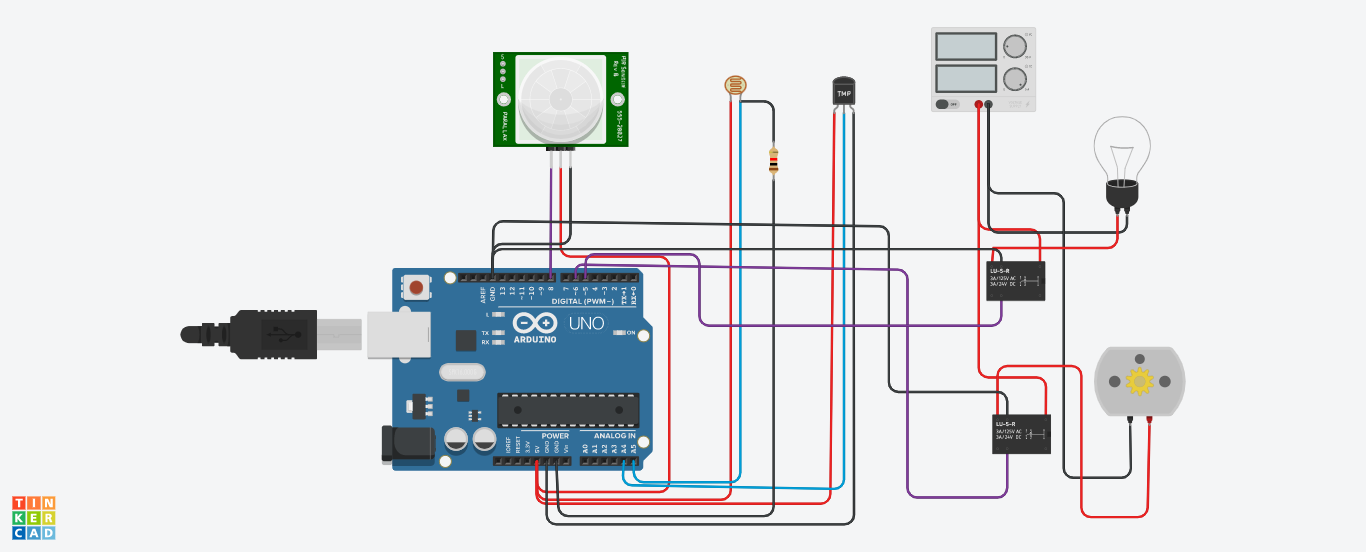 PIR Sensor
Rev B
PARALLAX
555-28027
TMP
OFF
LU-5-R
3A/125V AC
3A/24V DC
AREF
GND
13
12
~11
~10
~9
8
7
~6
~5
4
~3
2
TX→1
RX←0
DIGITAL (PWM~)
L
TX
RX
UNO
ARDUINO
ON
LU-5-R
3A/125V AC
3A/24V DC
POWER
ANALOG IN
IOREF
RESET
3.3V
5V
GND
GND
Vin
A0
A1
A2
A3
A4
A5
TIN
KER
CAD